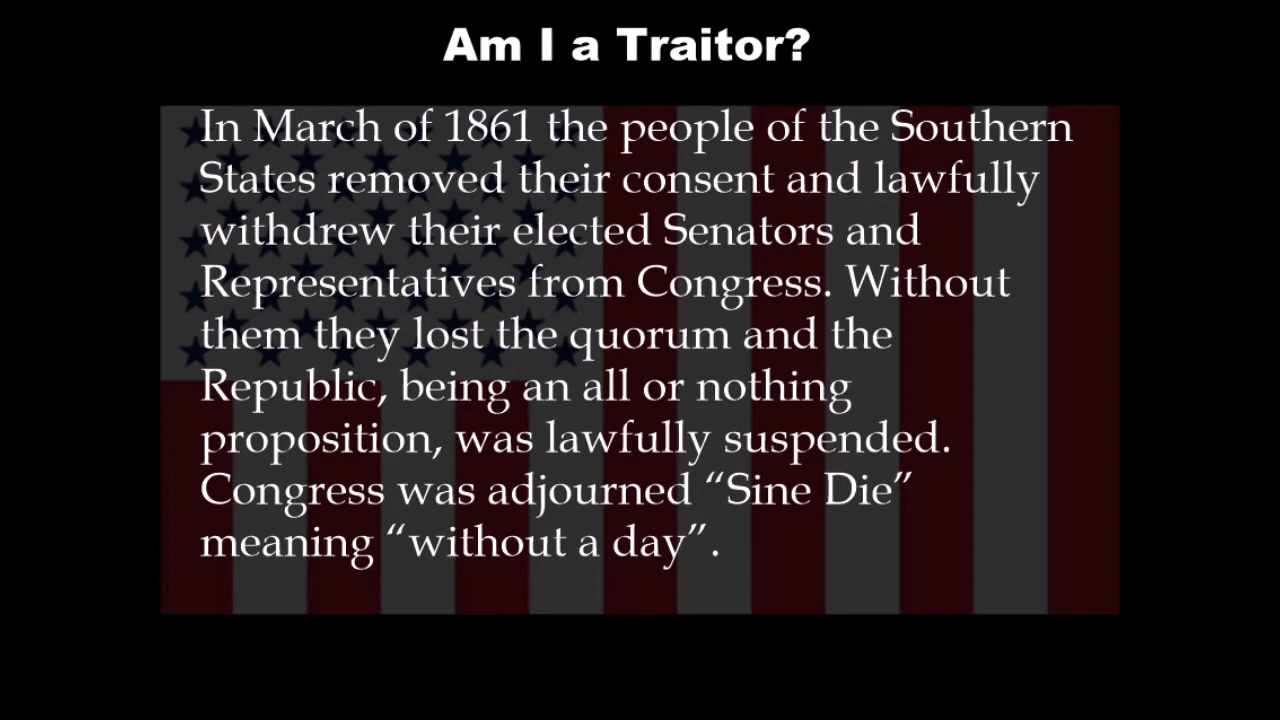 Am I a Traitor?
In March of 1861 the people of the Southern
States removed their consent and lawfully
withdrew their elected Senators and
Representatives from Congress. Without
them they lost the quorum and the
Republic, being an all or nothing
proposition, was lawfully suspended.
Congress was adjourned “Sine Die”
meaning “without a day”.